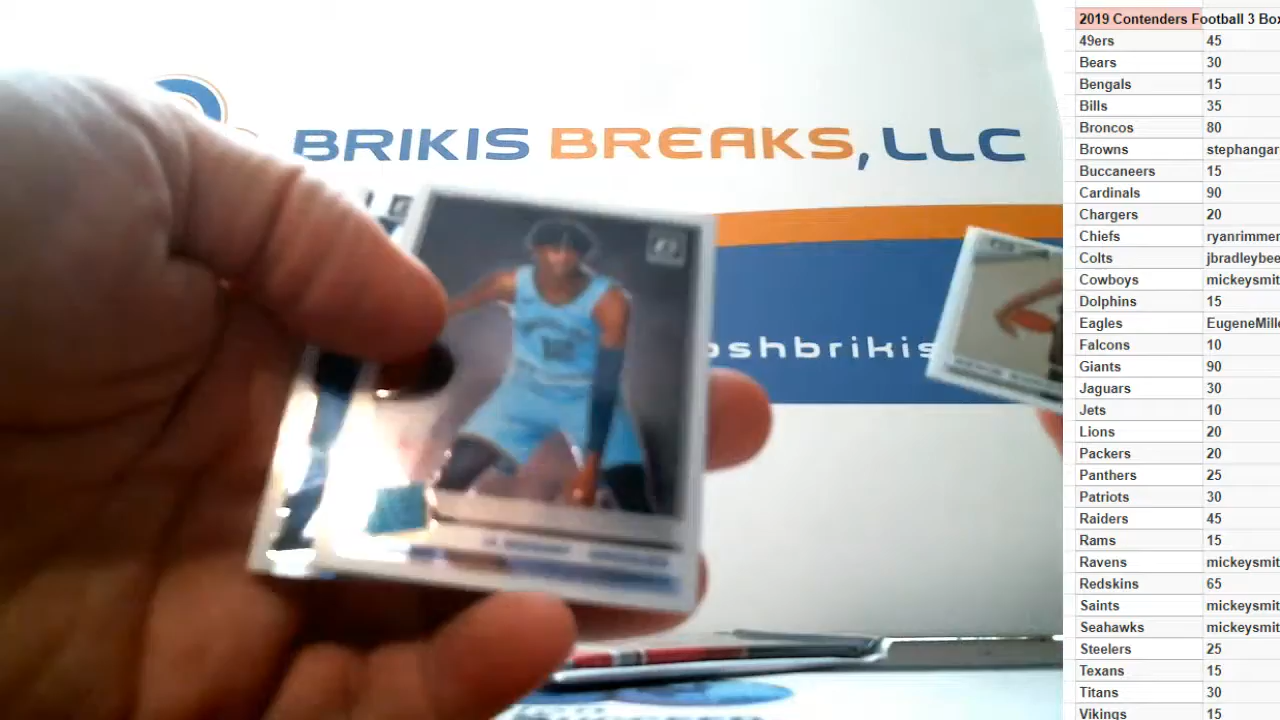 BRIKIS BREAKS, LLC
oshbrikis
2019 Contenders Football 3 Box
49ers 45
Bears 30
Bengals 15
Bills 35
Broncos 80
Browns stephangar
Buccaneers 15
Cardinals 90
Chargers 20
Chiefs ryanrimmer
Colts jbradleybee
Cowboys mickeysmit
Dolphins 15
Eagles EugeneMille
Falcons 10
Giants 90
Jaguars 30
Jets 10
Lions 20
Packers 20
Panthers 25
Patriots 30
Raiders 45
Rams 15
Ravens mickeysmit
Redskins 65
Saints mickeysmit
Seahawks mickeysmit
Steelers 25
Texans 15
Titans 30
Vikings 15